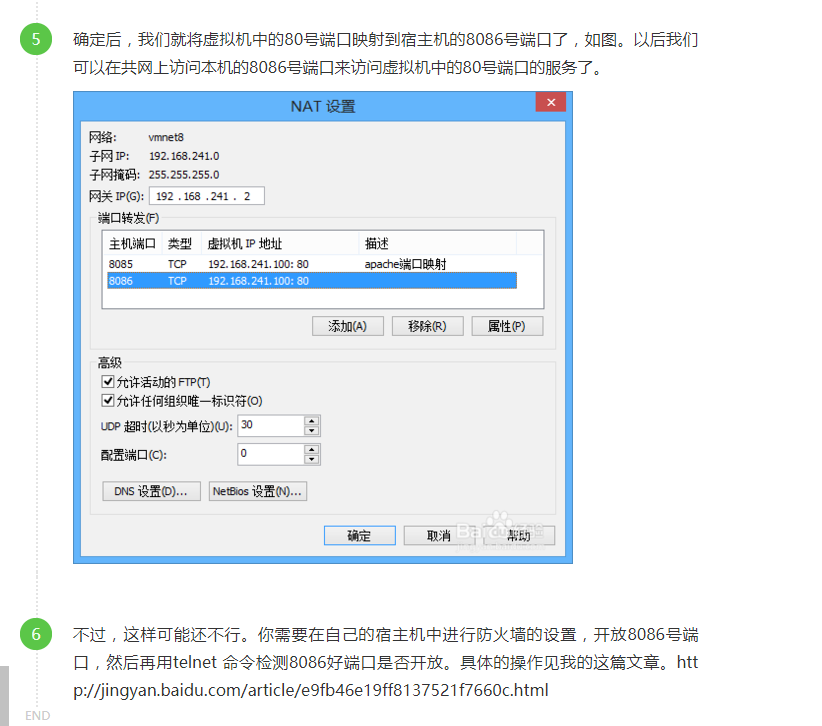 5
确定后，我们就将虚拟机中的80号端口映射到宿主机的8086号端口了，如图。以后我们
可以在共网上访问本机的8086号端口来访问虚拟机中的80号端口的服务了。
NAT 设置
网络: vmnet8
子网 IP: 192.168.241.0
子网掩码: 255.255.255.0
网关 IP(G): 192 . 168 . 241 . 2
端口转发(F)
主机端口 类型 虚拟机 IP 地址 描述
8085 TCP 192.168.241.100: 80 apache端口映射
8086 TCP 192.168.241.100: 80
添加(A) 移除(R) 属性(P)
高级
允许活动的 FTP(T)
允许任何组织唯一标识符(O)
UDP 超时(以秒为单位)(U): 30
配置端口(C): 0
DNS 设置(D)... NetBios 设置(N)...
确定 取消 帮助
6
不过，这样可能还不行。你需要在自己的宿主机中进行防火墙的设置，开放8086号端
口，然后再用telnet 命令检测8086好端口是否开放。具体的操作见我的这篇文章。htt
p://jingyan.baidu.com/article/e9fb46e19ff8137521f7660c.html
END